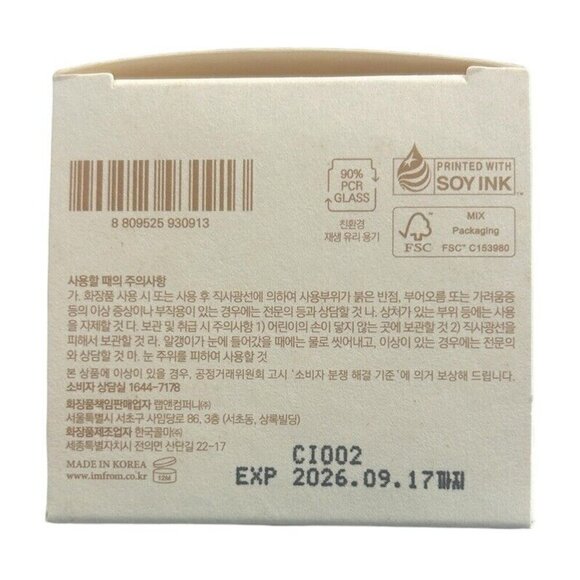 8 809525 930913
90%
PCR
GLASS
친환경
재생 유리 용기
PRINTED WITH
SOY INK
FSC
MIX
Packaging
FSC™ C153980
사용할 때의 주의사항
가. 화장품 사용 시 또는 사용 후 직사광선에 의하여 사용부위가 붉은 반점, 부어오름 또는 가려움증
등의 이상 증상이나 부작용이 있는 경우에는 전문의 등과 상담할 것 나. 상처가 있는 부위 등에는 사용
을 자제할 것 다. 보관 및 취급 시 주의사항 1) 어린이의 손이 닿지 않는 곳에 보관할 것 2) 직사광선을
피해서 보관할 것 라. 알갱이가 눈에 들어갔을 때에는 물로 씻어내고, 이상이 있는 경우에는 전문의
와 상담할 것 마. 눈 주위를 피하여 사용할 것
본 상품에 이상이 있을 경우, 공정거래위원회 고시 '소비자 분쟁 해결 기준'에 의거 보상해 드립니다.
소비자 상담실 1644-7178
화장품책임판매업자 랩앤컴퍼니㈜
서울특별시 서초구 사임당로 86, 3층 (서초동, 상록빌딩)
화장품제조업자 한국콜마㈜
세종특별자치시 전의면 산단길 22-17
MADE IN KOREA
www.imfrom.co.kr
12M
CI002
EXP 2026.09.17까지